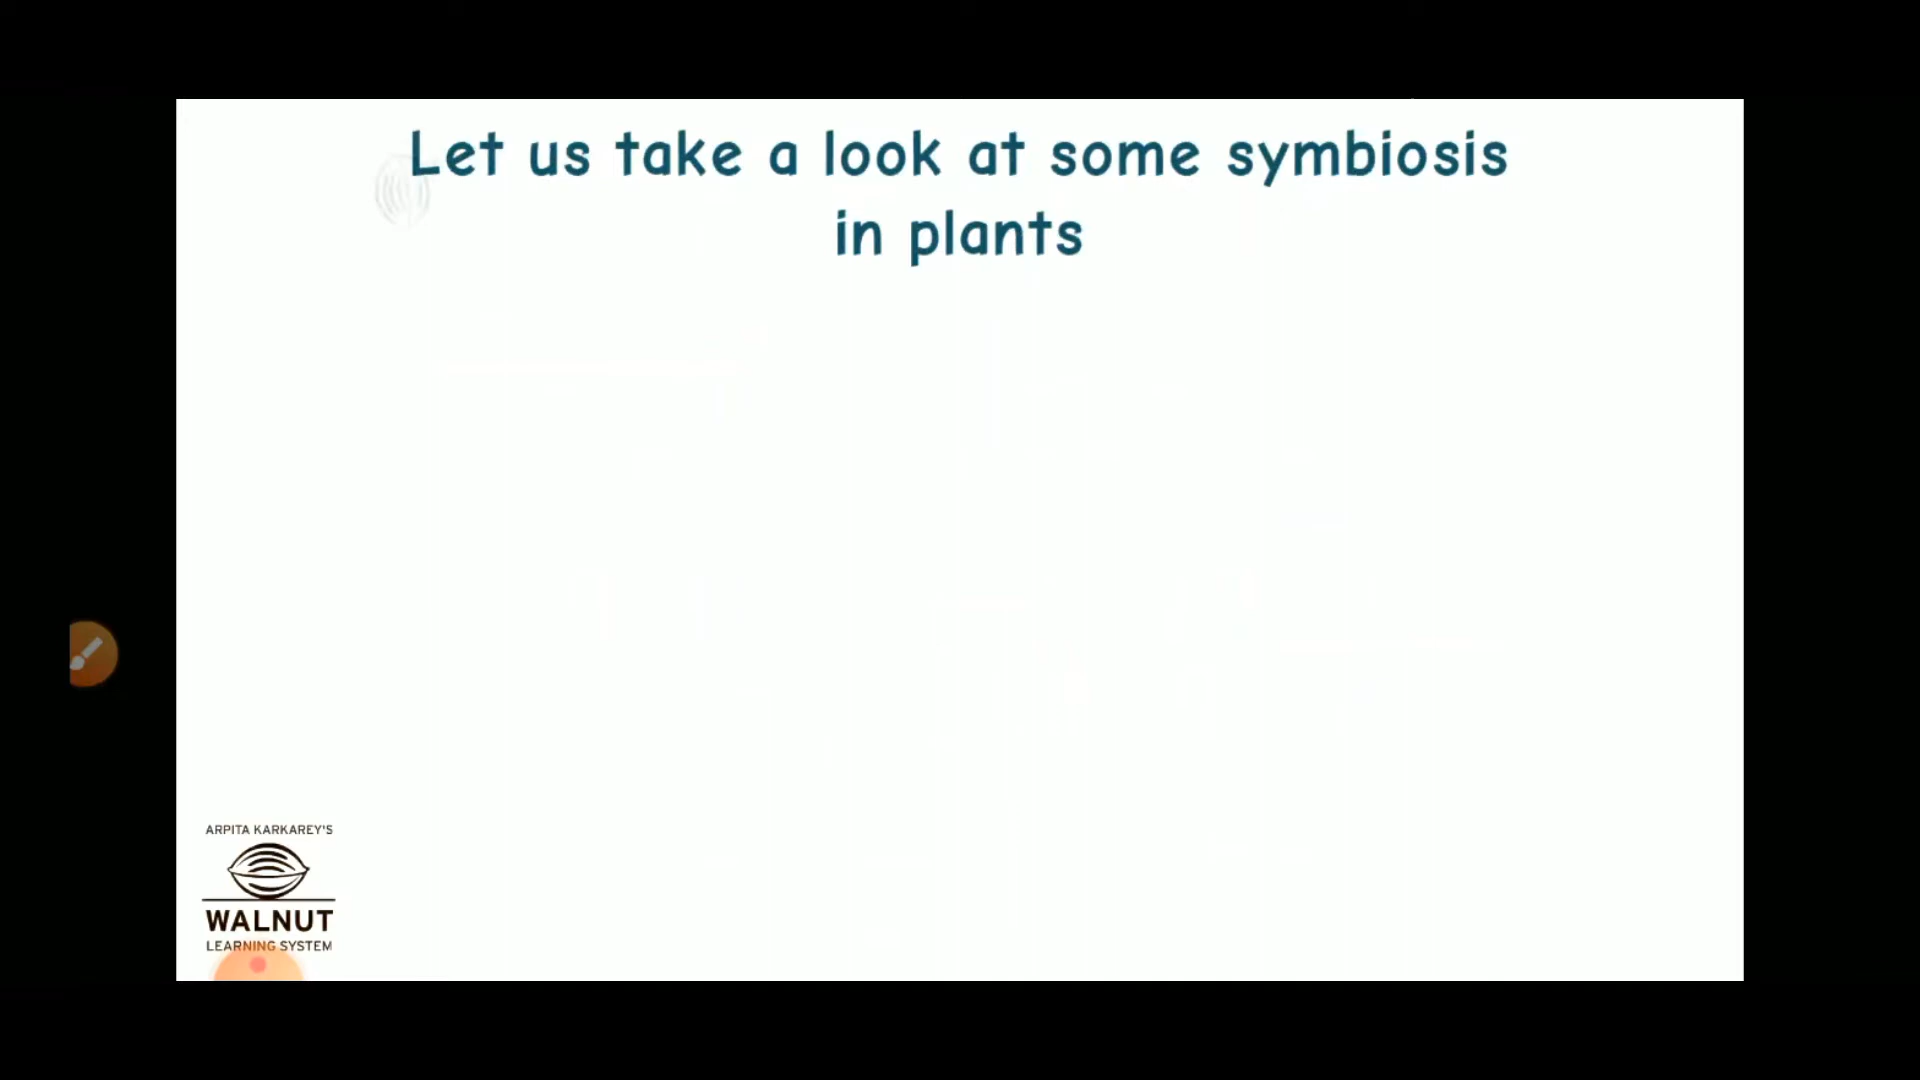 Let us take a look at some symbiosis
in plants
ARPITA KARKAREY'S
WALNUT
LEARNING SYSTEM